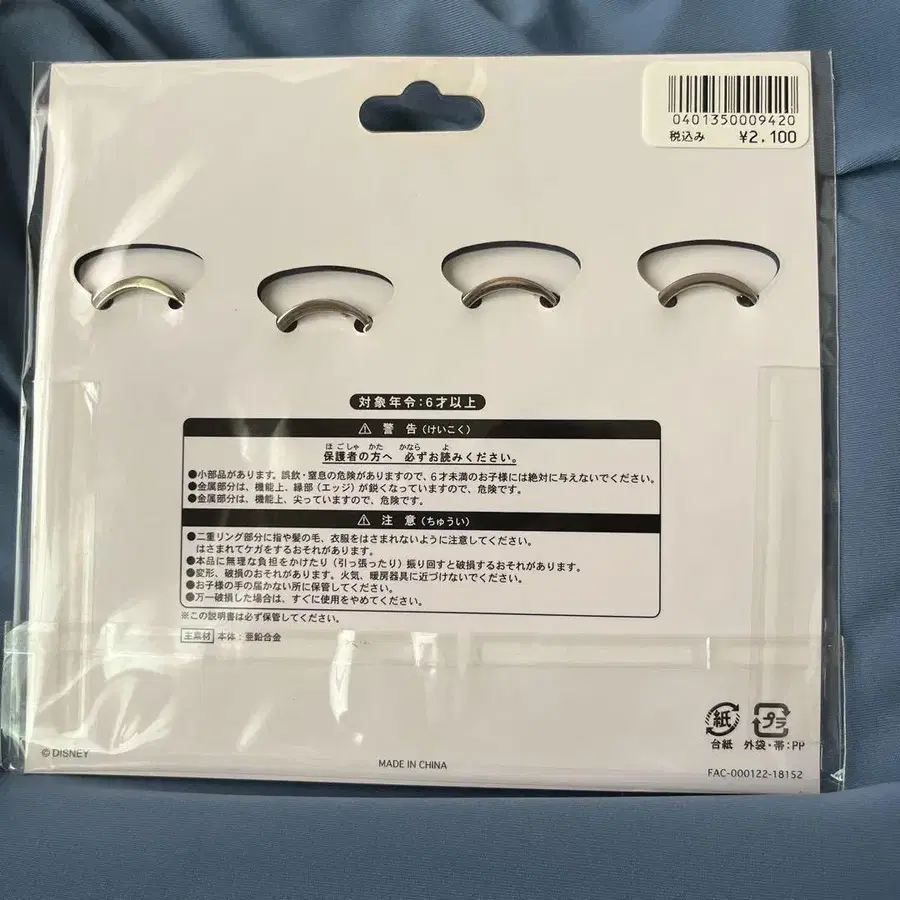 0401350009420
税込み ¥2,100
対象年令：6才以上
⚠ 警告（けいこく）
ほごしゃ かた かなら よ
保護者の方へ 必ずお読みください。
●小部品があります。誤飲・窒息の危険がありますので、6才未満のお子様には絶対に与えないでください。
●金属部分は、機能上、縁部（エッジ）が鋭くなっていますので、危険です。
●金属部分は、機能上、尖っていますので、危険です。
⚠ 注意（ちゅうい）
●二重リング部分に指や髪の毛、衣服をはさまれないように注意してください。
はさまれてケガをするおそれがあります。
●本品に無理な負担をかけたり（引っ張ったり）振り回すと破損するおそれがあります。
●変形、破損のおそれがあります。火気、暖房器具に近づけないでください。
●お子様の手の届かない所に保管してください。
●万一破損した場合は、すぐに使用をやめてください。
※この説明書は必ず保管してください。
主素材 本体：亜鉛合金
紙 プラ
台紙 外袋・帯：PP
© DISNEY
MADE IN CHINA
FAC-000122-18152